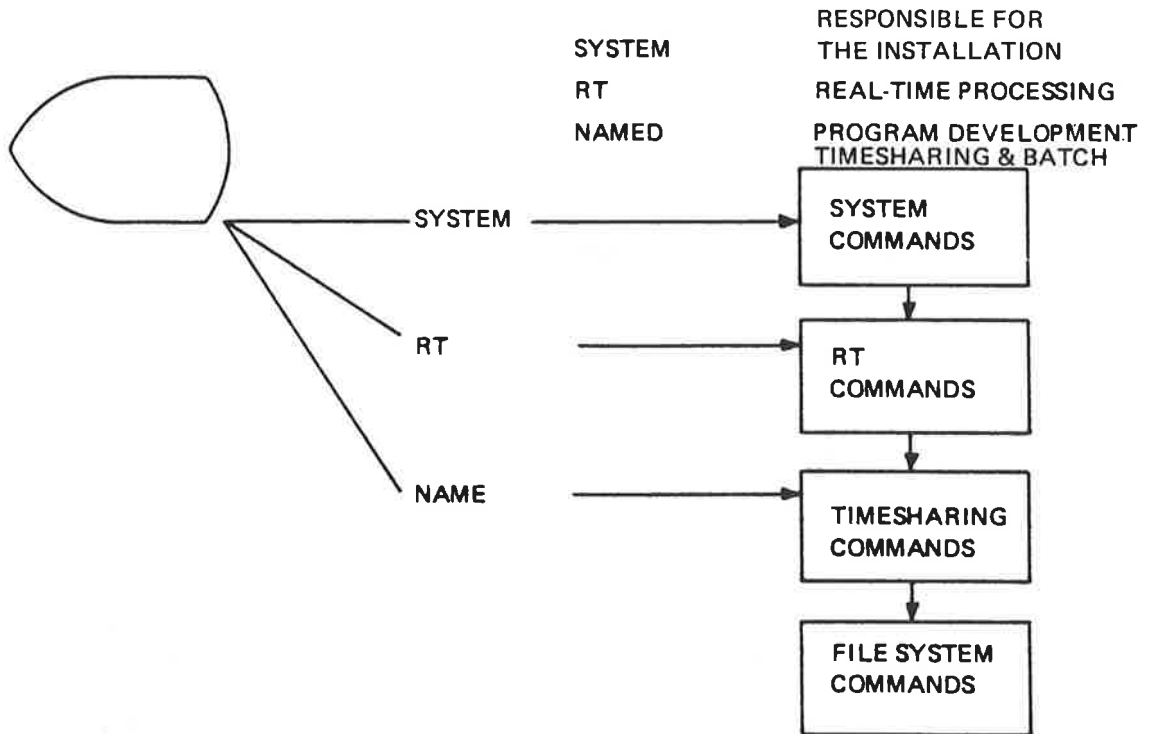 RESPONSIBLE FOR
SYSTEM THE INSTALLATION
RT REAL-TIME PROCESSING
NAMED PROGRAM DEVELOPMENT
TIMESHARING & BATCH
SYSTEM
SYSTEM
COMMANDS
RT
RT
COMMANDS
NAME
TIMESHARING
COMMANDS
FILE SYSTEM
COMMANDS